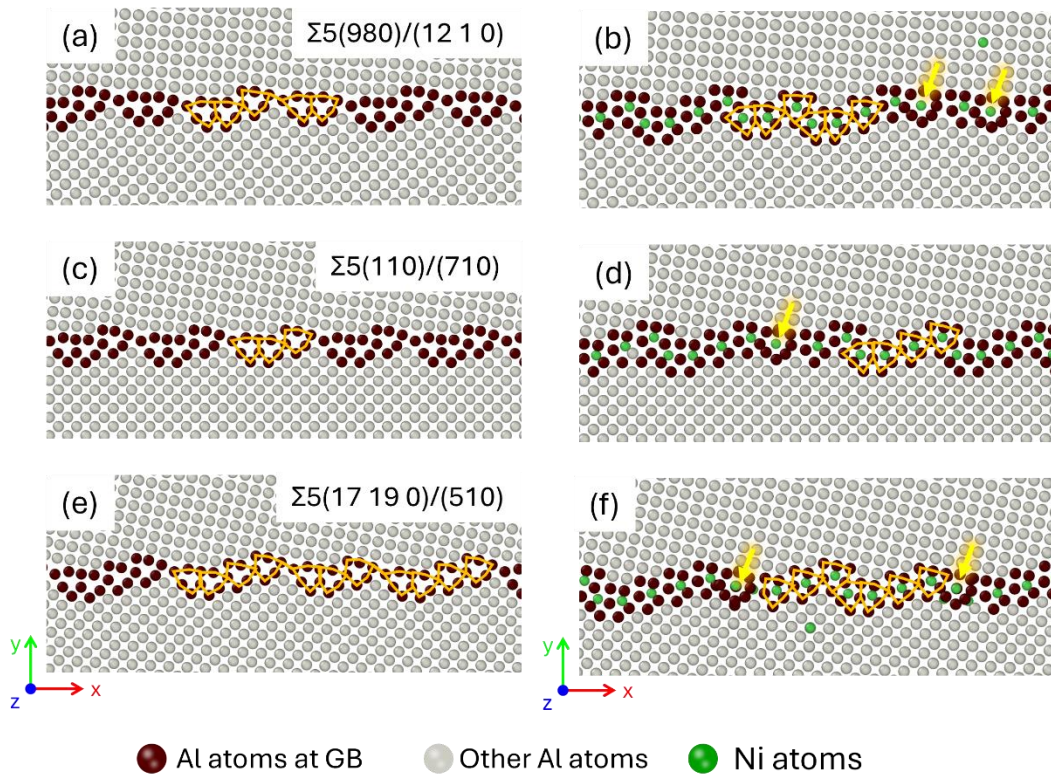 (a) Σ5(980)/(12 1 0) (b)
(c) Σ5(110)/(710) (d)
(e) Σ5(17 19 0)/(510) (f)
y y
z x z x
Al atoms at GB Other Al atoms Ni atoms